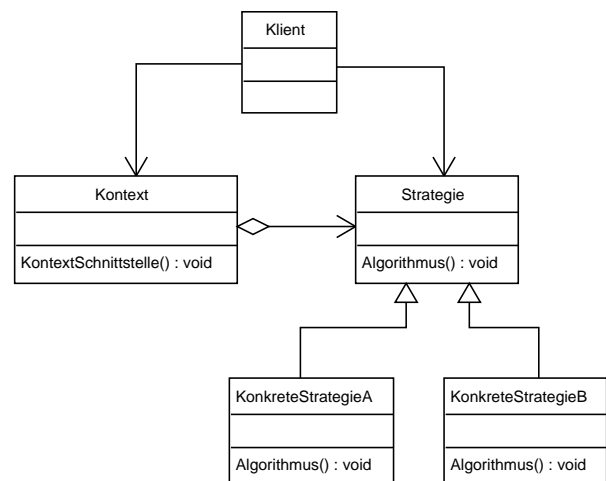 Klient
Kontext
KontextSchnittstelle() : void
Strategie
Algorithmus() : void
KonkreteStrategieA
Algorithmus() : void
KonkreteStrategieB
Algorithmus() : void